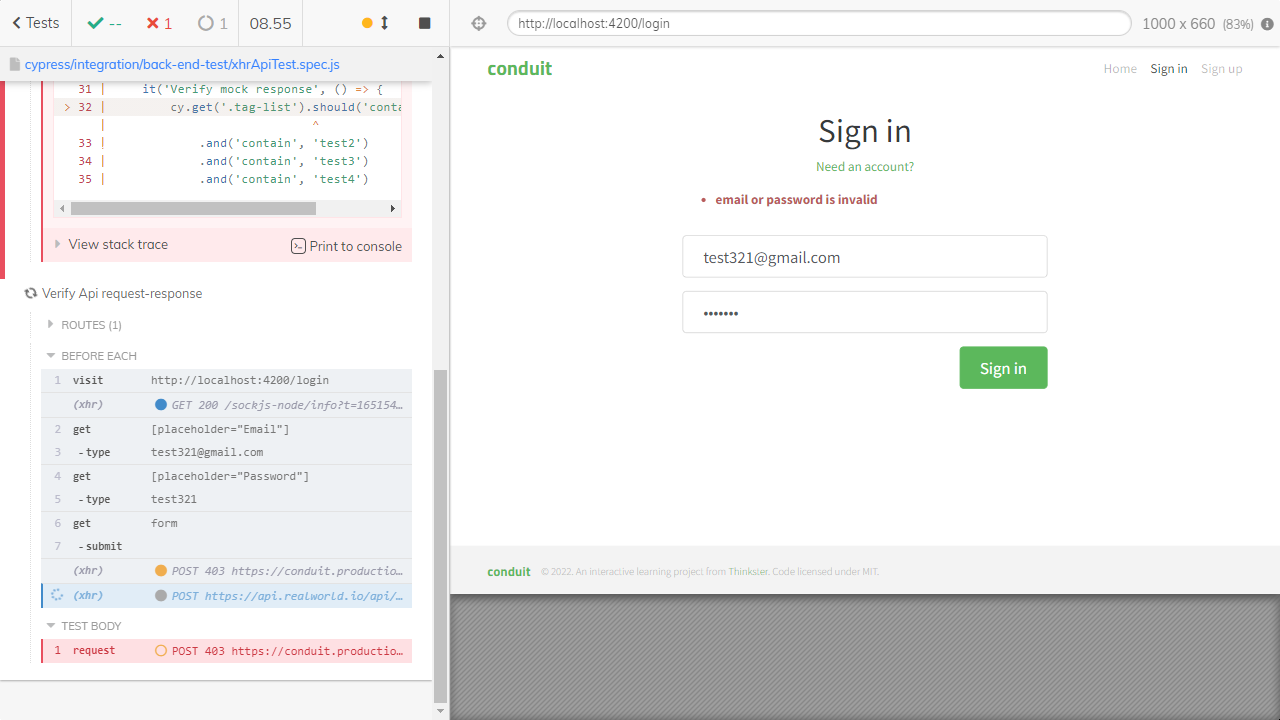 Tests
--
1
1
08.55
cypress/integration/back-end-test/xhrApiTest.spec.js
31 | it('Verify mock response', () => {
> 32 | cy.get('.tag-list').should('conta
| ^
33 | .and('contain', 'test2')
34 | .and('contain', 'test3')
35 | .and('contain', 'test4')
View stack trace
Print to console
Verify Api request-response
ROUTES (1)
BEFORE EACH
1 visit http://localhost:4200/login
(xhr) GET 200 /sockjs-node/info?t=165154…
2 get [placeholder="Email"]
3 -type test321@gmail.com
4 get [placeholder="Password"]
5 -type test321
6 get form
7 -submit
(xhr) POST 403 https://conduit.productio…
(xhr) POST https://api.realworld.io/api/…
TEST BODY
1 request POST 403 https://conduit.productio…
http://localhost:4200/login
1000 x 660 (83%)
conduit
Home Sign in Sign up
Sign in
Need an account?
• email or password is invalid
test321@gmail.com
•••••••
Sign in
conduit © 2022. An interactive learning project from Thinkster. Code licensed under MIT.